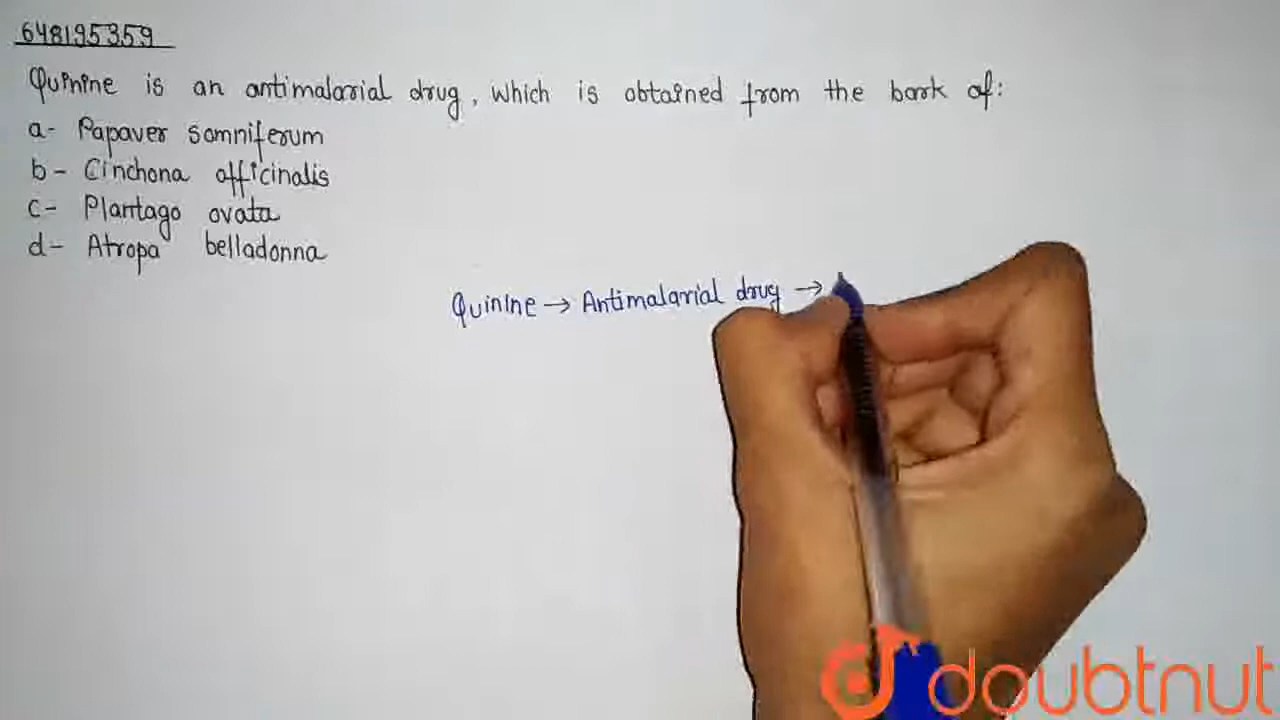 648195359
Quinine is an antimalarial drug, which is obtained from the bark of:
a- Papaver somniferum
b- Cinchona officinalis
c- Plantago ovata
d- Atropa belladonna
Quinine → Antimalarial drug →
doubtnut